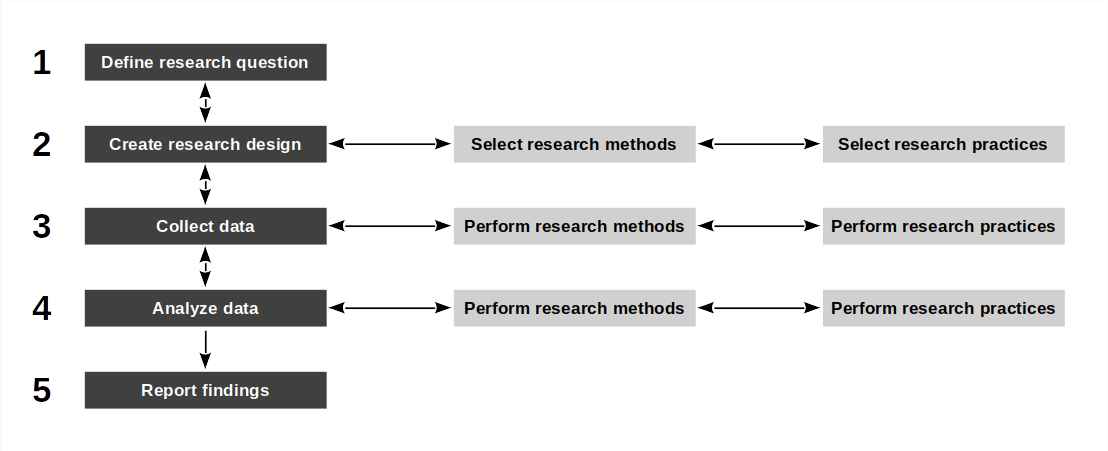 1 Define research question
2 Create research design Select research methods Select research practices
3 Collect data Perform research methods Perform research practices
4 Analyze data Perform research methods Perform research practices
5 Report findings